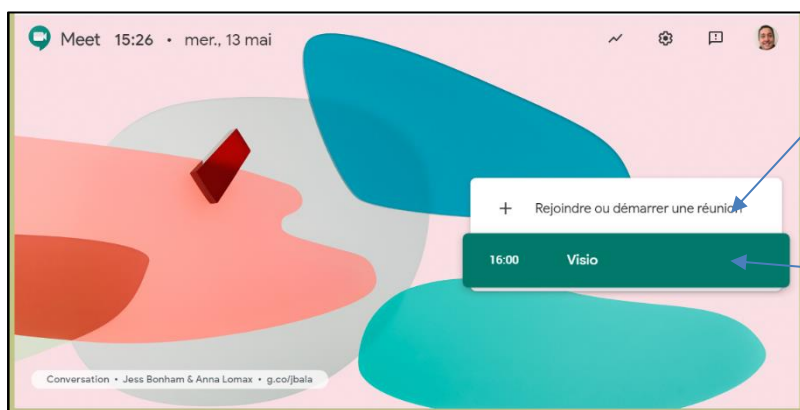 Meet 15:26 • mer., 13 mai
+ Rejoindre ou démarrer une réunion
16:00 Visio
Conversation • Jess Bonham & Anna Lomax • g.co/jbala